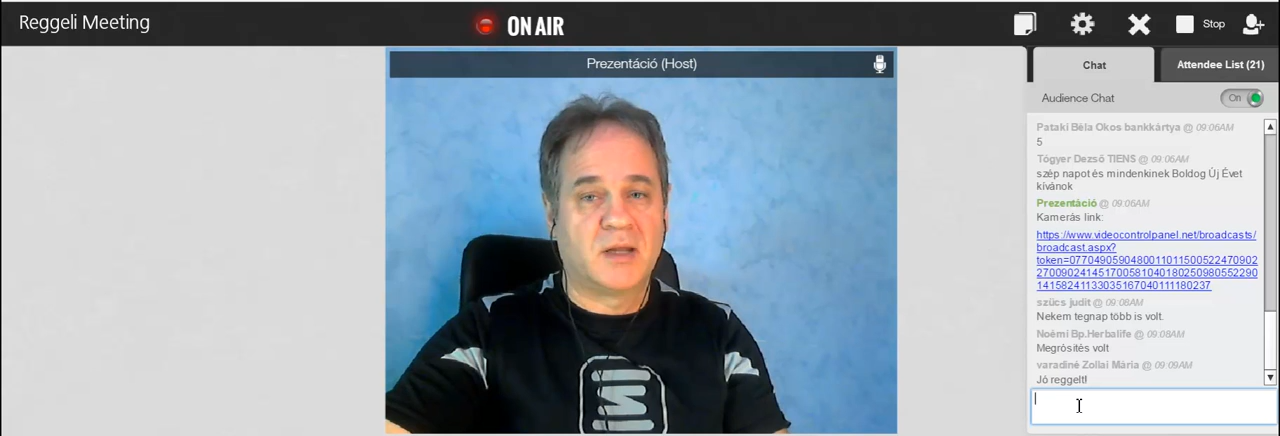 Reggeli Meeting
ON AIR
Stop
Prezentáció (Host)
Chat
Attendee List (21)
Audience Chat
On
Pataki Béla Okos bankkártya @ 09:06AM
5
Tógyer Dezső TIENS @ 09:06AM
szép napot és mindenkinek Boldog Új Évet
kívánok
Prezentáció @ 09:06AM
Kamerás link:
https://www.videocontrolpanel.net/broadcasts/
broadcast.aspx?
token=0770490590480011011500522470902
270090241451700581040180250980552290
14158241133035167040111180237
szűcs judit @ 09:08AM
Nekem tegnap több is volt.
Noémi Bp.Herbalife @ 09:08AM
Megrősités volt
varadiné Zollai Mária @ 09:09AM
Jó reggelt!